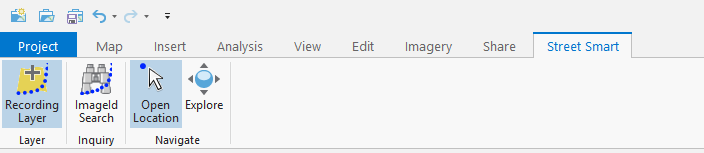 Project Map Insert Analysis View Edit Imagery Share Street Smart
Recording Layer
ImageId Search
Open Location
Explore
Layer Inquiry Navigate